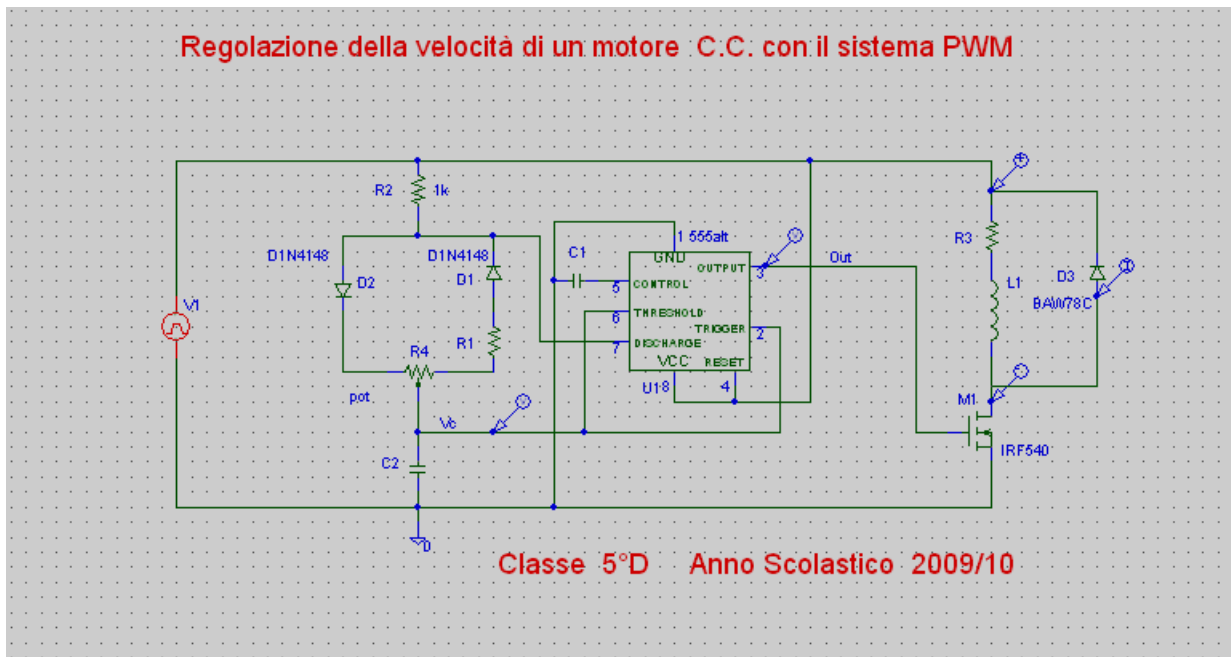 Regolazione della velocità di un motore C.C. con il sistema PWM
R2 1k
D1N4148
D1N4148
D2
D1
R1
R4
pot
Vc
C2
0
V1
C1
1 555alt
GND
OUTPUT
3
5
CONTROL
6
THRESHOLD
TRIGGER
2
7
DISCHARGE
VCC
RESET
U1 8
4
Out
R3
L1
D3
BAW78C
M1
IRF540
Classe 5°D Anno Scolastico 2009/10